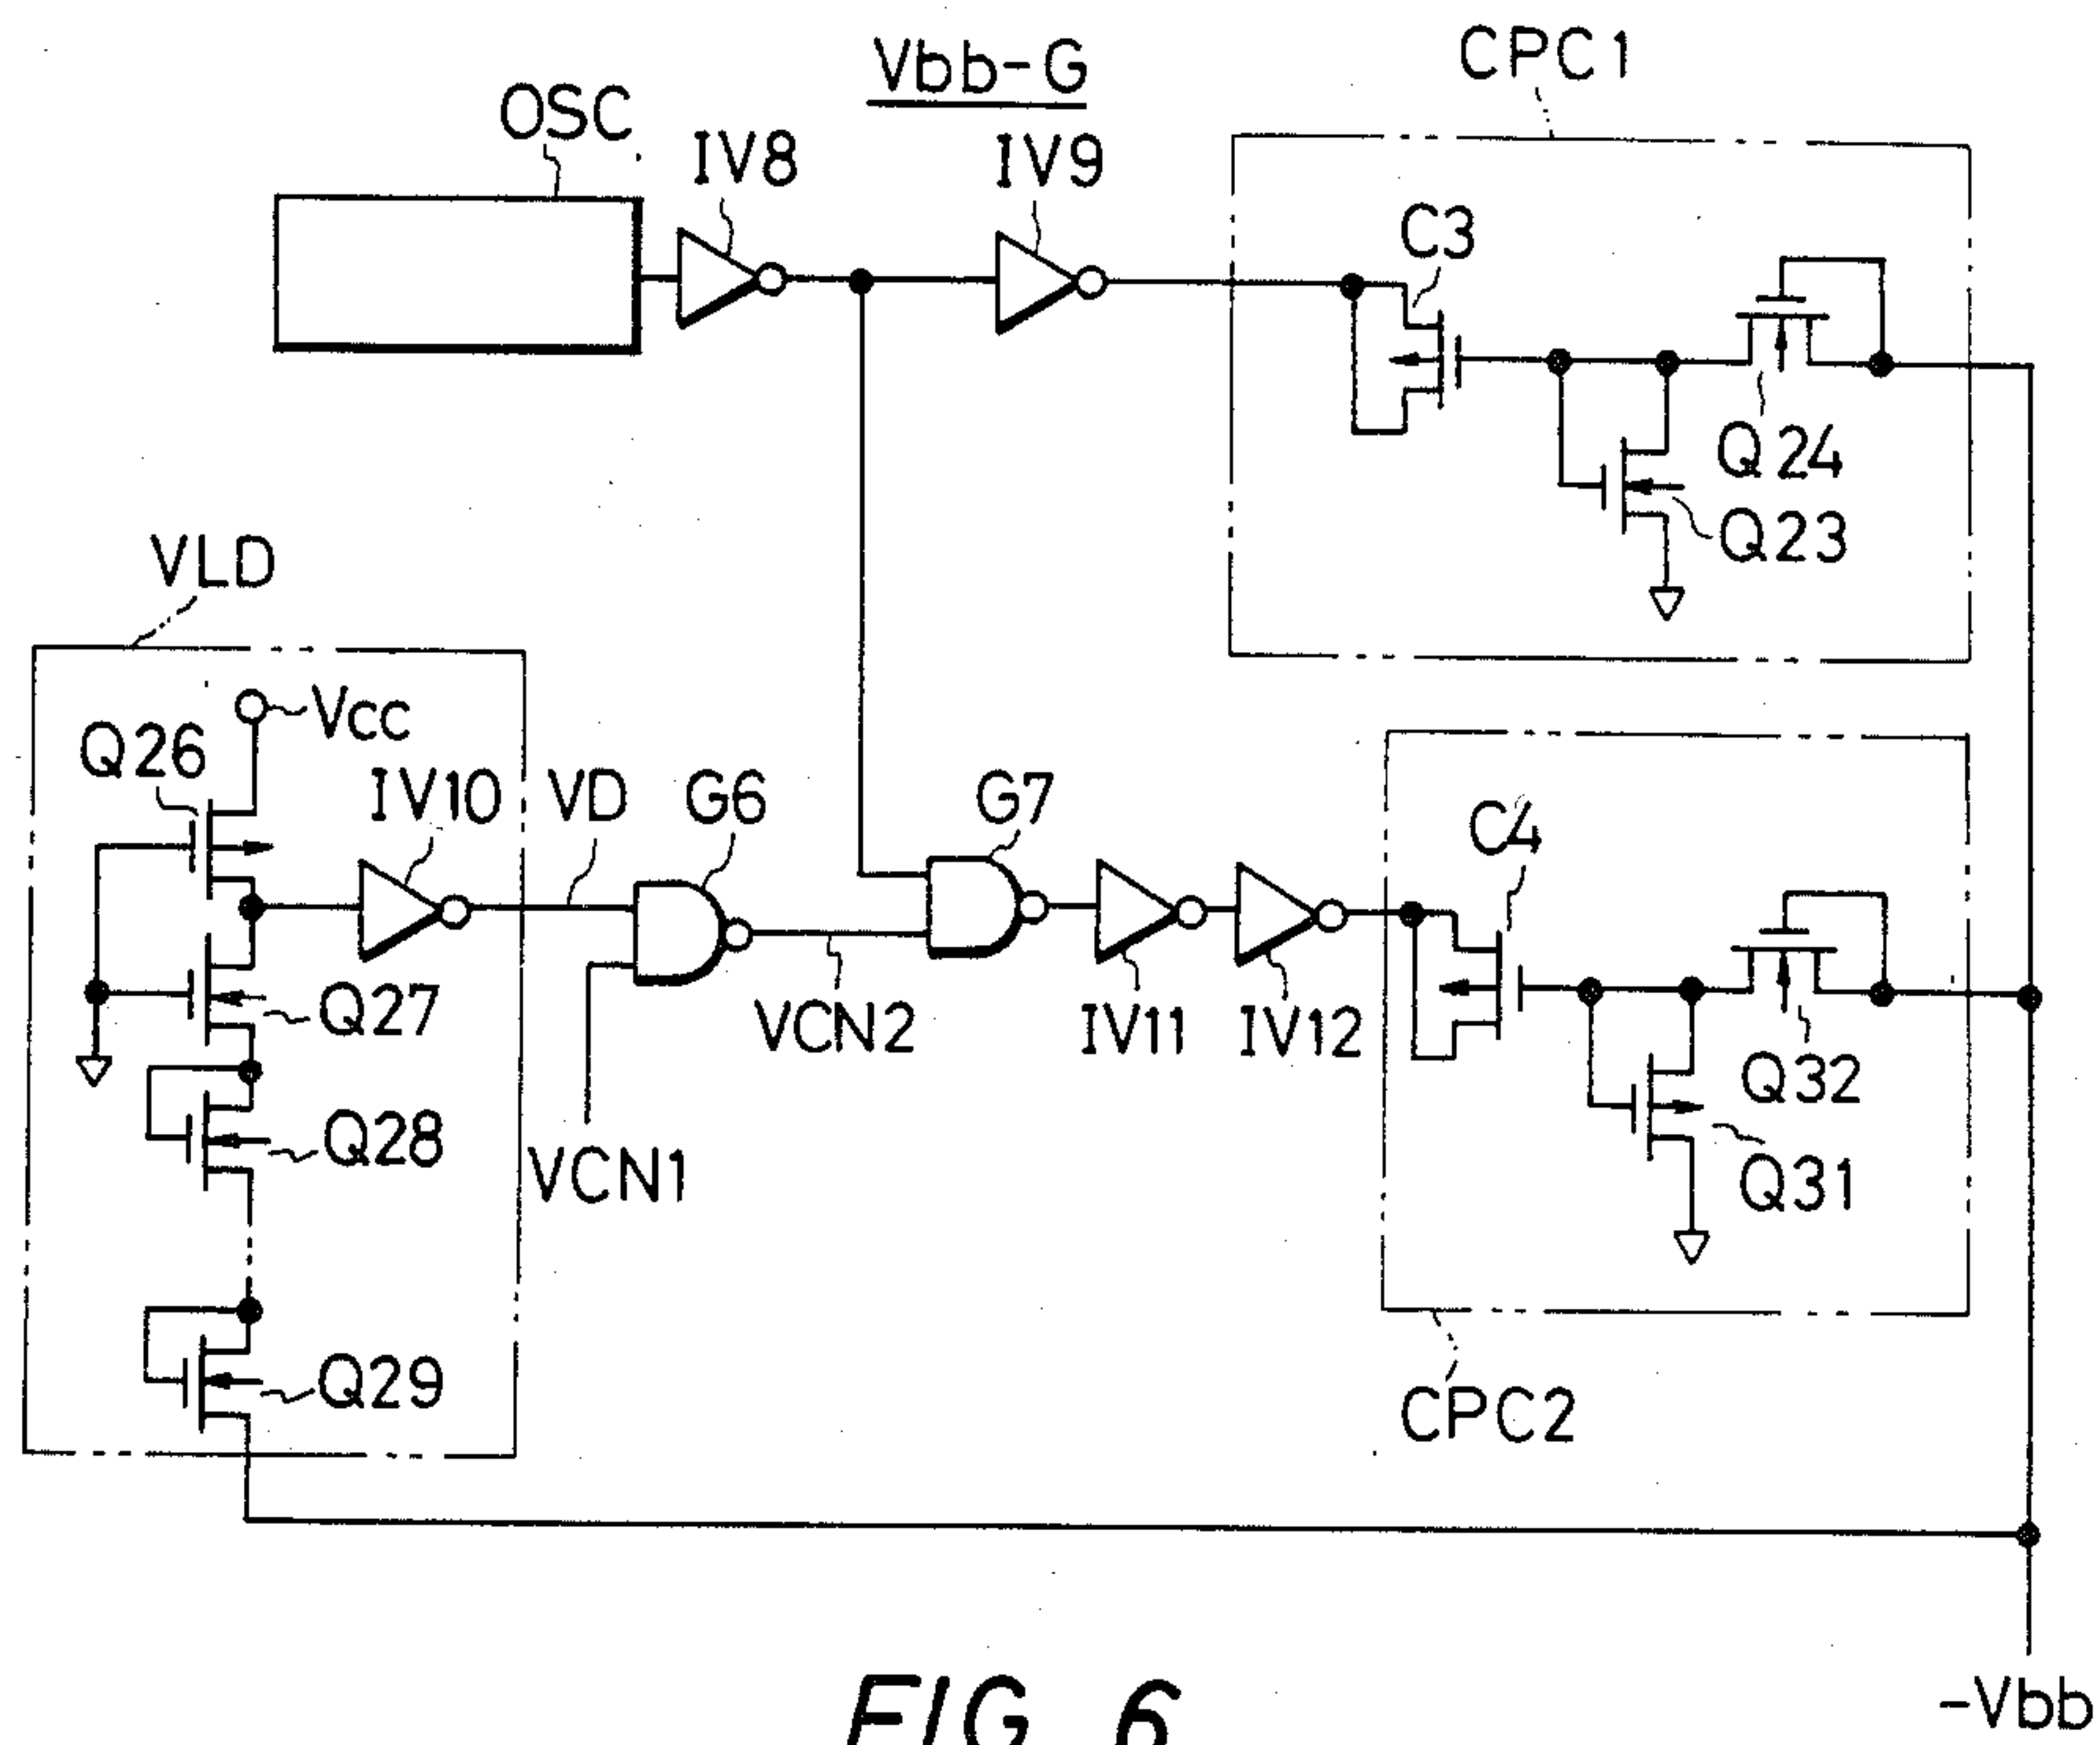 Vbb-G
CPC1
OSC
IV8
IV9
C3
Q24
Q23
VLD
Vcc
Q26
IV10
VD
G6
G7
C4
Q27
VCN2
IV11
IV12
Q32
Q28
VCN1
Q31
Q29
CPC2
-Vbb
FIG. 6